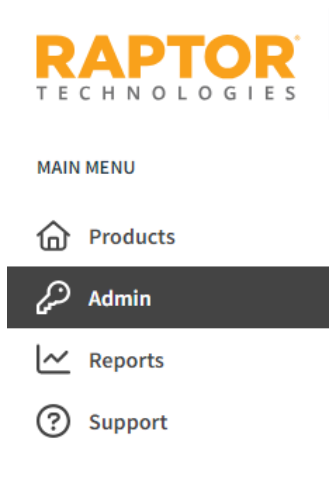 RAPTOR
TECHNOLOGIES
MAIN MENU
Products
Admin
Reports
Support